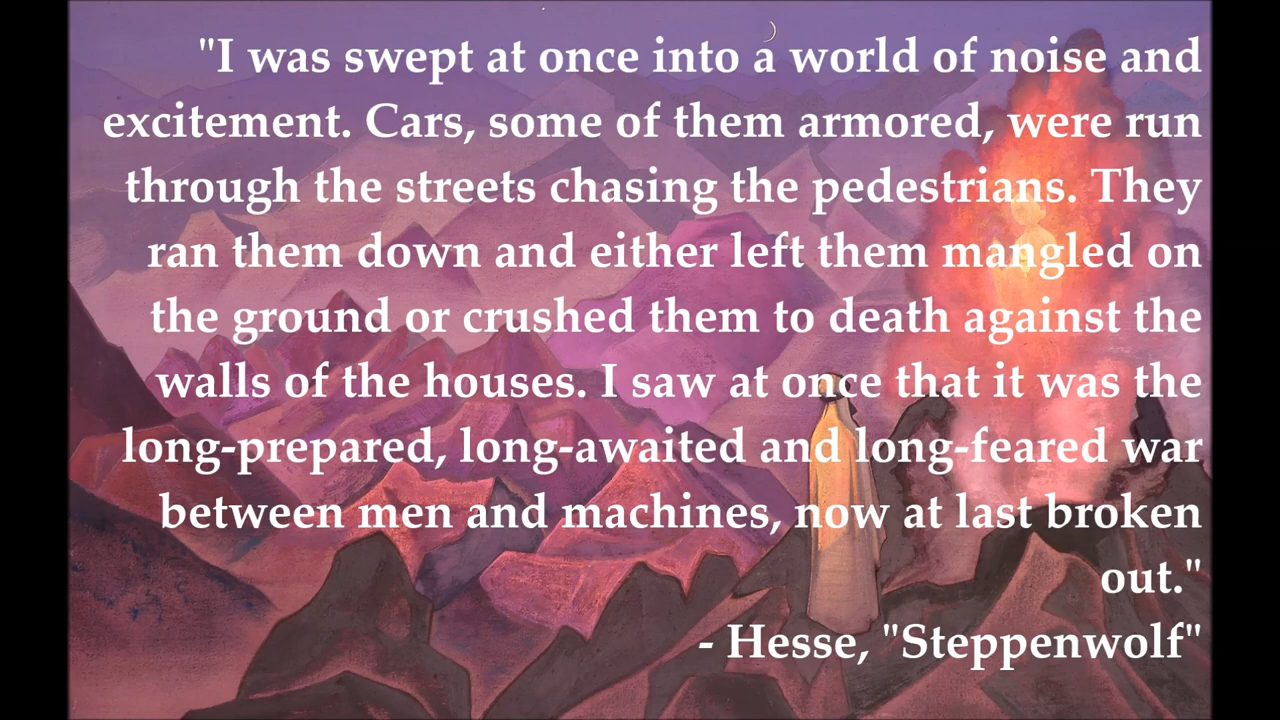 "I was swept at once into a world of noise and
excitement. Cars, some of them armored, were run
through the streets chasing the pedestrians. They
ran them down and either left them mangled on
the ground or crushed them to death against the
walls of the houses. I saw at once that it was the
long-prepared, long-awaited and long-feared war
between men and machines, now at last broken
out."
- Hesse, "Steppenwolf"